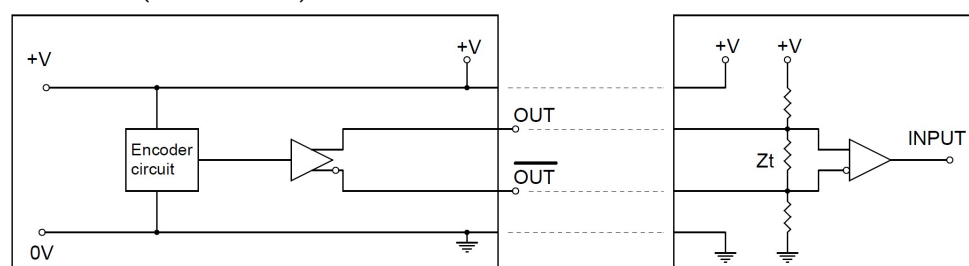 +V
+V
+V
+V
OUT
Encoder
circuit
INPUT
Zt
OUT
0V